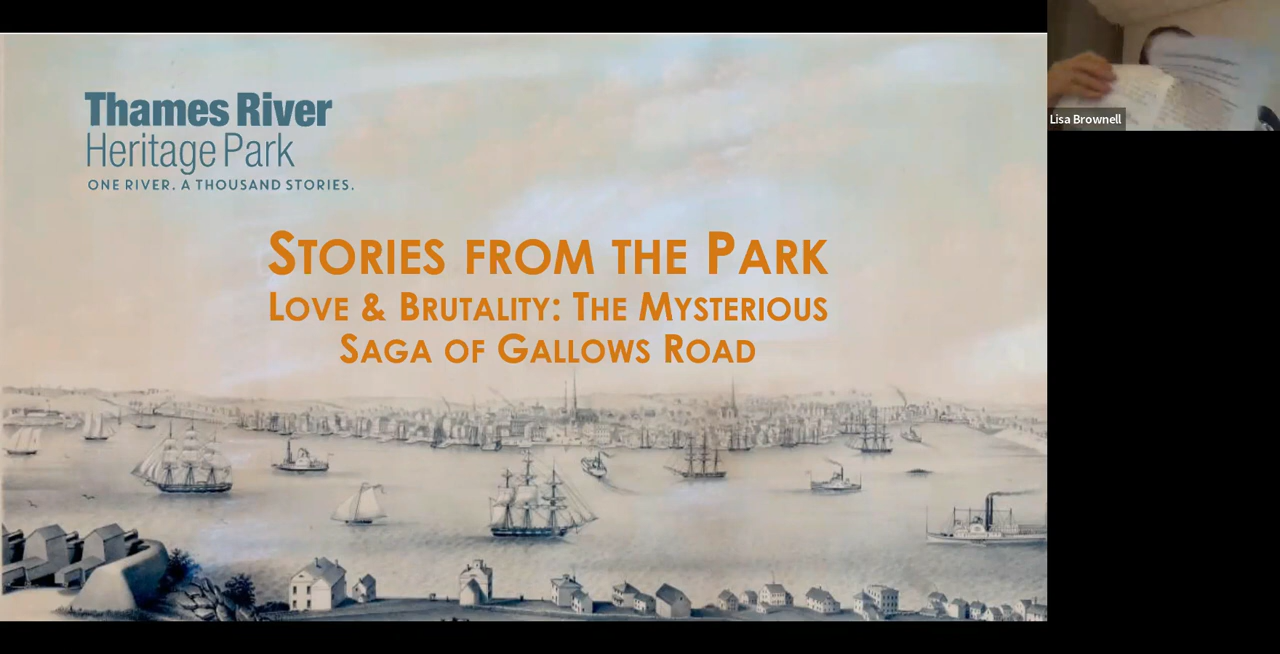 Thames River
Heritage Park
ONE RIVER. A THOUSAND STORIES.
STORIES FROM THE PARK
LOVE & BRUTALITY: THE MYSTERIOUS
SAGA OF GALLOWS ROAD
Lisa Brownell